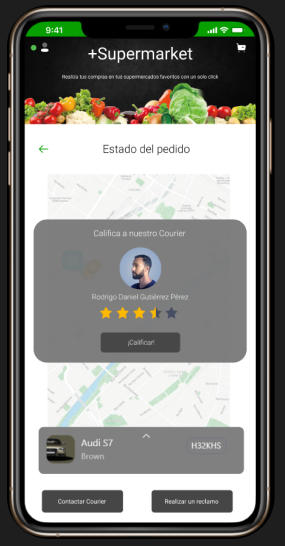 9:41
+Supermarket
Realiza tus compras en tus supermercados favoritos con un solo click
Estado del pedido
Califica a nuestro Courier
Rodrigo Daniel Gutiérrez Pérez
¡Calificar!
Audi S7
H32KHS
Brown
Contactar Courier
Realizar un reclamo